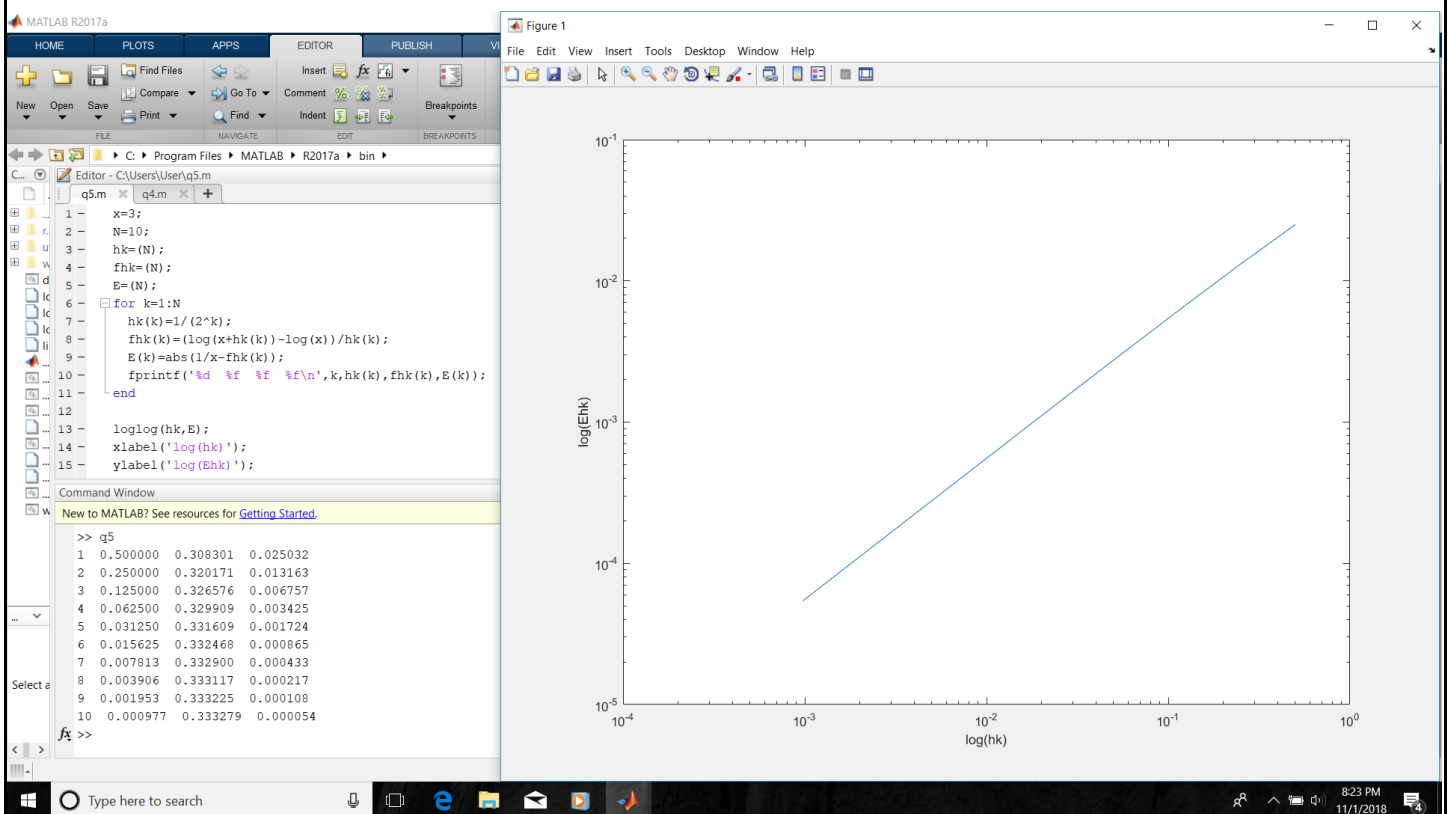 MATLAB R2017a
HOME PLOTS APPS EDITOR PUBLISH VI
New Open Save
Find Files
Compare
Print
FILE
Go To
Find
NAVIGATE
Insert fx
Comment %
Indent
EDIT
Breakpoints
BREAKPOINTS
C: Program Files MATLAB R2017a bin
C...
Editor - C:\Users\User\q5.m
q5.m q4.m +
1 - x=3;
2 - N=10;
3 - hk=(N);
4 - fhk=(N);
5 - E=(N);
6 - for k=1:N
7 - hk(k)=1/(2^k);
8 - fhk(k)=(log(x+hk(k))-log(x))/hk(k);
9 - E(k)=abs(1/x-fhk(k));
10 - fprintf('%d %f %f %f\n',k,hk(k),fhk(k),E(k));
11 - end
12
13 - loglog(hk,E);
14 - xlabel('log(hk)');
15 - ylabel('log(Ehk)');
Command Window
New to MATLAB? See resources for Getting Started.
>> q5
1 0.500000 0.308301 0.025032
2 0.250000 0.320171 0.013163
3 0.125000 0.326576 0.006757
4 0.062500 0.329909 0.003425
5 0.031250 0.331609 0.001724
6 0.015625 0.332468 0.000865
7 0.007813 0.332900 0.000433
8 0.003906 0.333117 0.000217
9 0.001953 0.333225 0.000108
10 0.000977 0.333279 0.000054
fx >>
Select a
Figure 1
File Edit View Insert Tools Desktop Window Help
10^-1
10^-2
10^-3
10^-4
10^-5
log(Ehk)
10^-4 10^-3 10^-2 10^-1 10^0
log(hk)
Type here to search
8:23 PM
11/1/2018
4